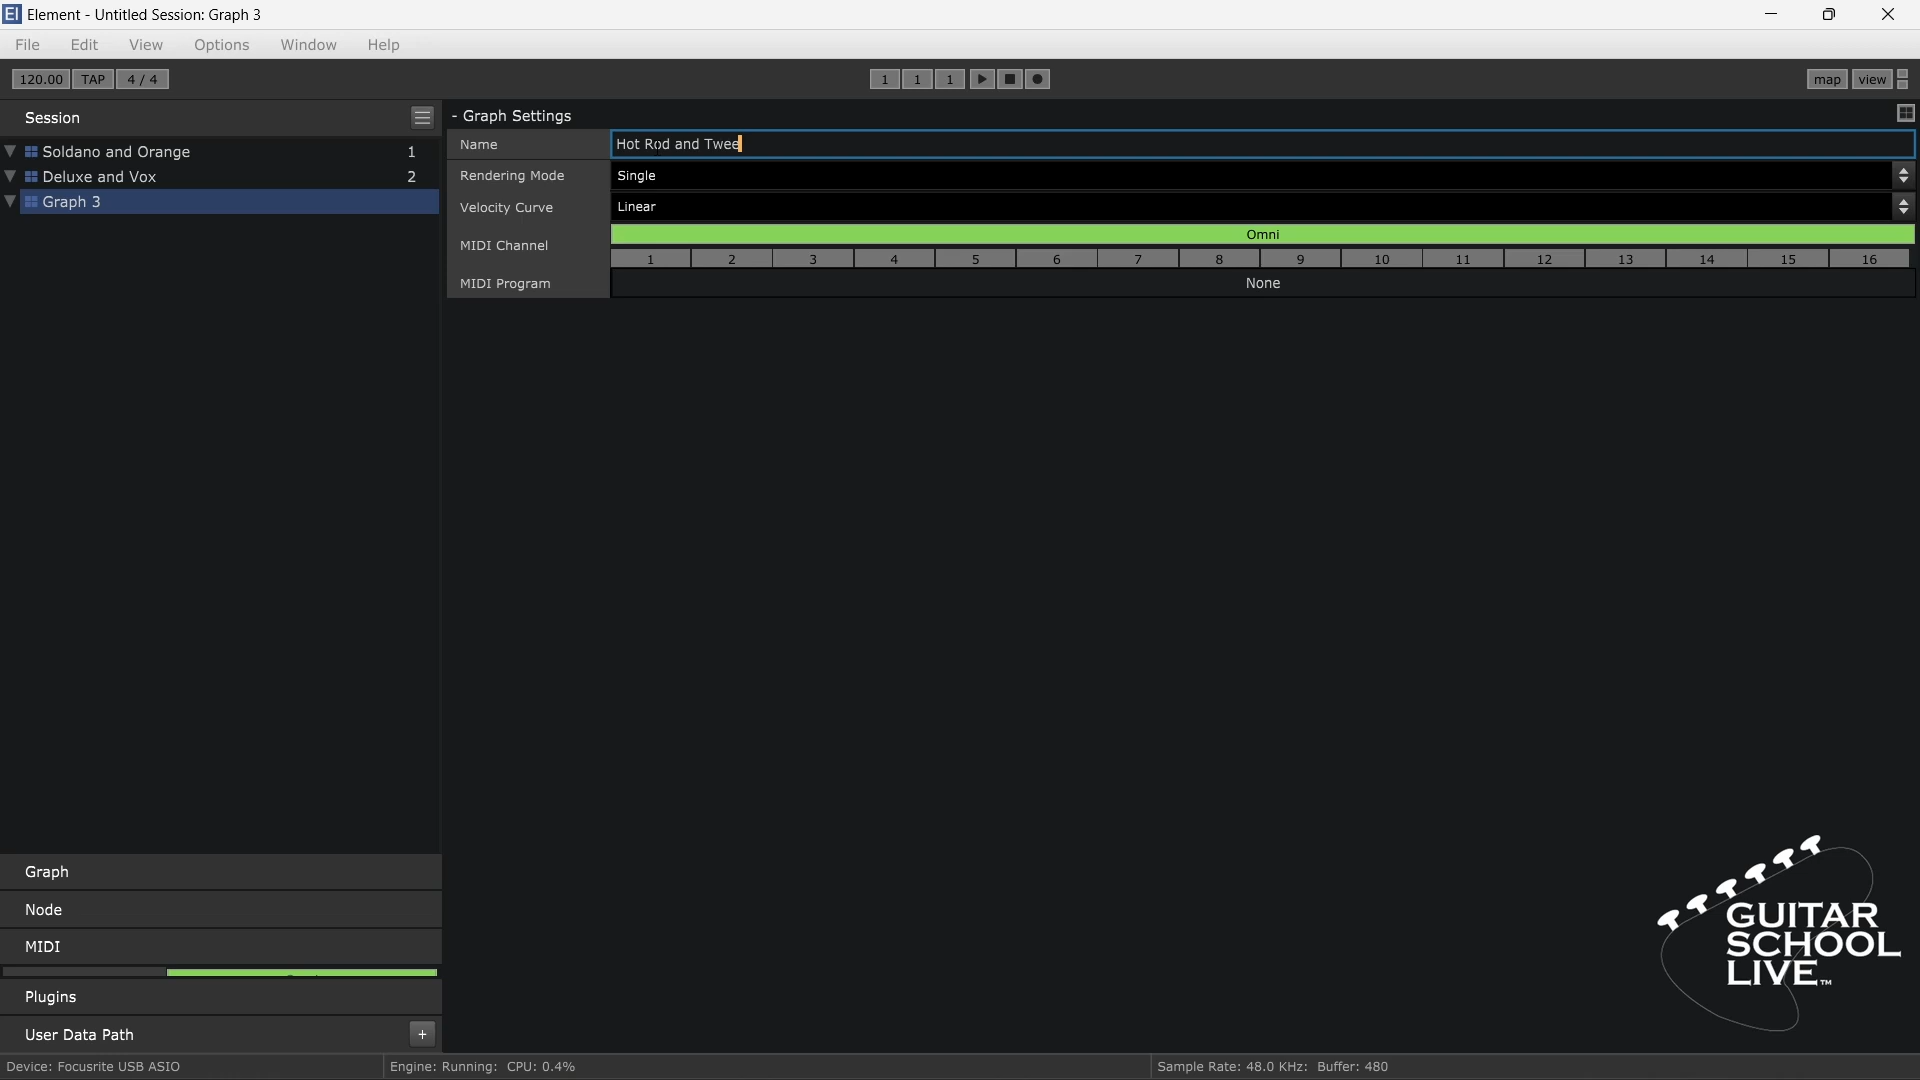 El Element - Untitled Session: Graph 3
File Edit View Options Window Help
120.00 TAP 4 / 4 1 1 1 map view
Session
Soldano and Orange 1
Deluxe and Vox 2
Graph 3
- Graph Settings
Name Hot Rod and Twee
Rendering Mode Single
Velocity Curve Linear
MIDI Channel Omni
1 2 3 4 5 6 7 8 9 10 11 12 13 14 15 16
MIDI Program None
Graph
Node
MIDI
Plugins
User Data Path +
GUITAR
SCHOOL
LIVE™
Device: Focusrite USB ASIO Engine: Running: CPU: 0.4% Sample Rate: 48.0 KHz: Buffer: 480